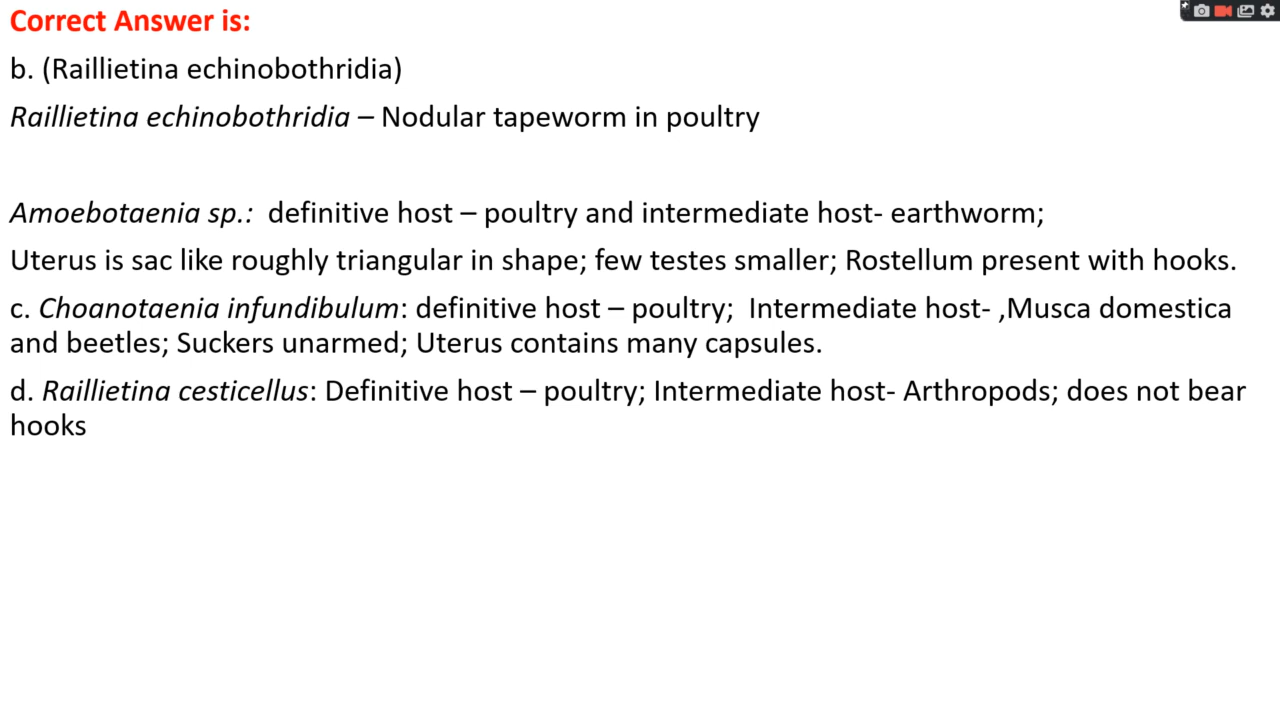 Correct Answer is:
b. (Raillietina echinobothridia)
Raillietina echinobothridia – Nodular tapeworm in poultry
Amoebotaenia sp.:  definitive host – poultry and intermediate host- earthworm;
Uterus is sac like roughly triangular in shape; few testes smaller; Rostellum present with hooks.
c. Choanotaenia infundibulum: definitive host – poultry;  Intermediate host- ,Musca domestica
and beetles; Suckers unarmed; Uterus contains many capsules.
d. Raillietina cesticellus: Definitive host – poultry; Intermediate host- Arthropods; does not bear
hooks